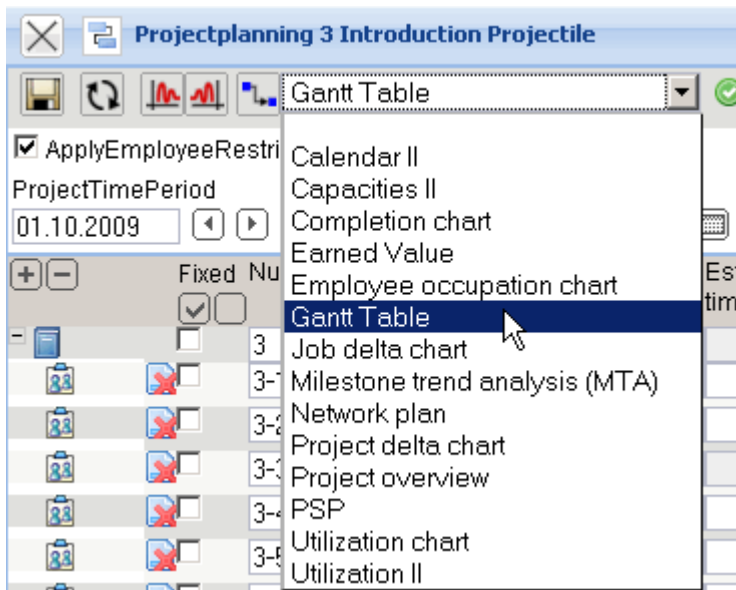 Projectplanning 3 Introduction Projectile
Gantt Table
ApplyEmployeeRestri
ProjectTimePeriod
01.10.2009
Calendar II
Capacities II
Completion chart
Earned Value
Employee occupation chart
Gantt Table
Job delta chart
Milestone trend analysis (MTA)
Network plan
Project delta chart
Project overview
PSP
Utilization chart
Utilization II
Fixed Nu
Est
tim
3
3-
3-2
3-3
3-4
3-5